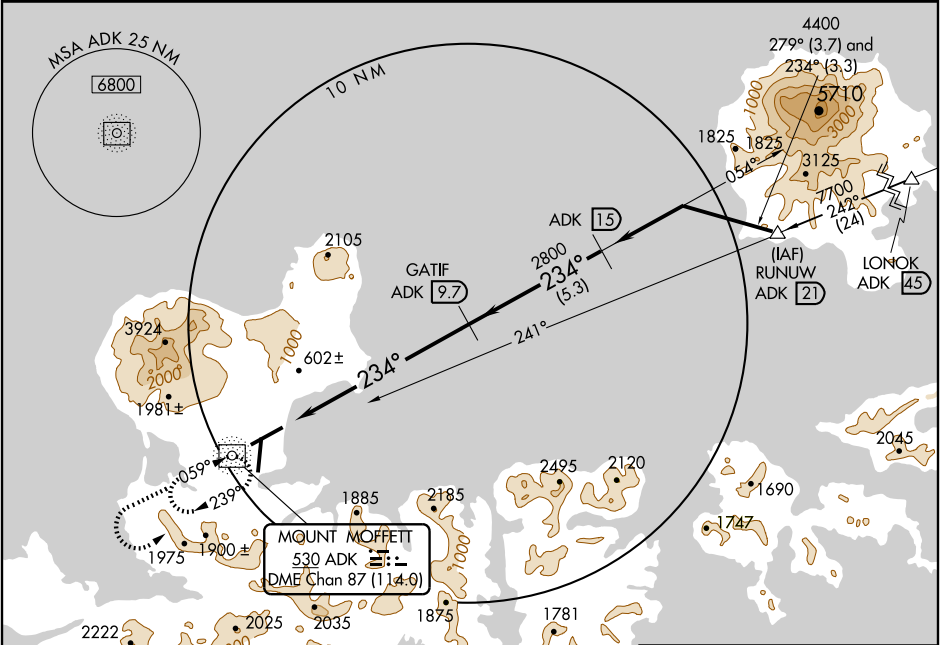 MSA ADK 25 NM
6800
10 NM
4400
279° (3.7) and
234° (3.3)
1000
5710
3000
1825
1825
054°
3125
7700
242°
(24)
ADK 15
(IAF)
RUNUW
ADK 21
LONOK
ADK 45
2105
2800
234°
(5.3)
GATIF
ADK 9.7
241°
3924
2000
1981±
1000
602±
234°
059°
239°
1975
1900 ±
1885
2185
1000
2495
2120
1690
1747
2045
MOUNT MOFFETT
530 ADK
DME Chan 87 (114.0)
1875
1781
2035
2025
2222